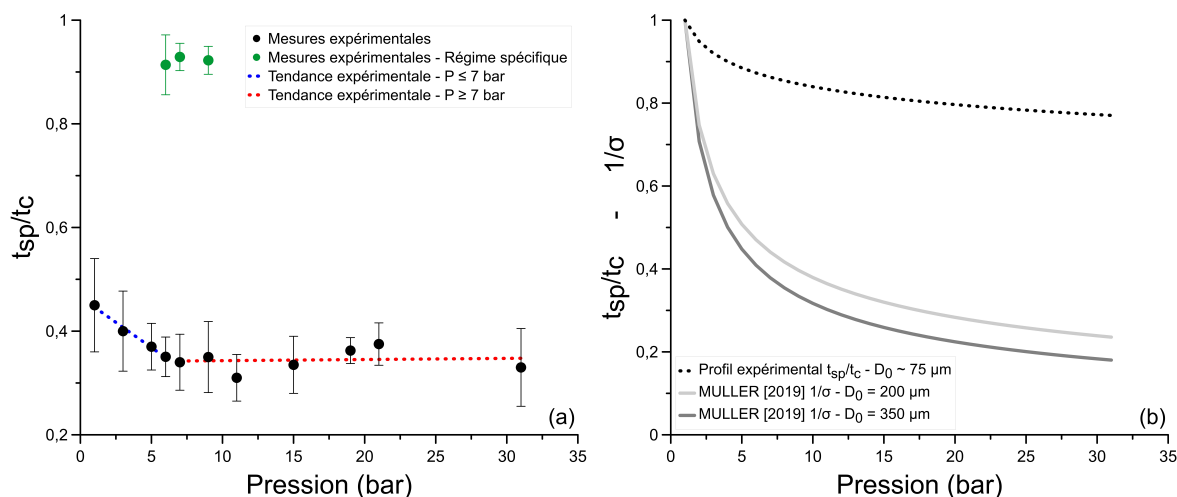 1
0,8
0,6
0,4
0,2
tsp/tc
Mesures expérimentales
Mesures expérimentales - Régime spécifique
Tendance expérimentale - P ≤ 7 bar
Tendance expérimentale - P ≥ 7 bar
(a)
0 5 10 15 20 25 30 35
Pression (bar)
1
0,8
0,6
0,4
0,2
0
tsp/tc - 1/σ
Profil expérimental tsp/tc - D0 ~ 75 µm
MULLER [2019] 1/σ - D0 = 200 µm
MULLER [2019] 1/σ - D0 = 350 µm
(b)
0 5 10 15 20 25 30 35
Pression (bar)